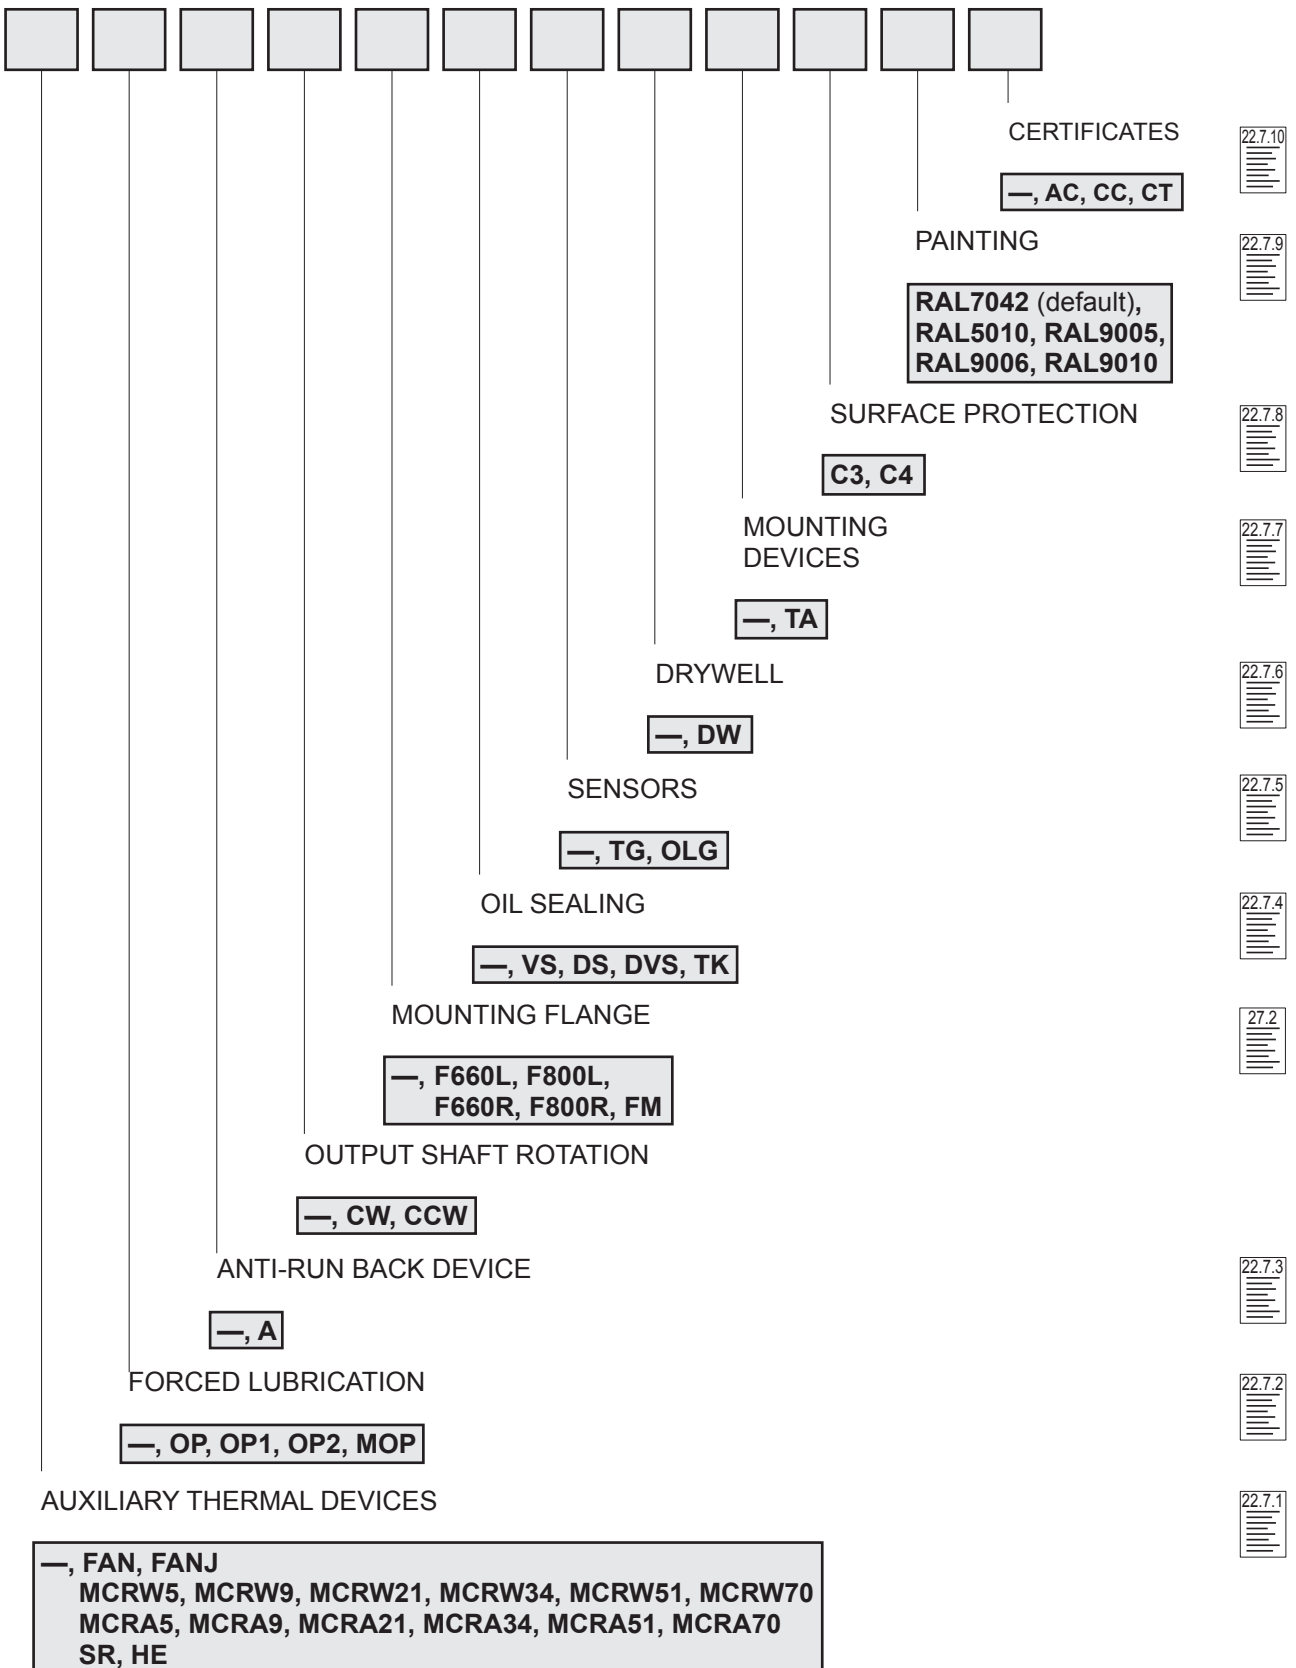 CERTIFICATES
22.7.10
—, AC, CC, CT
PAINTING
22.7.9
RAL7042 (default),
RAL5010, RAL9005,
RAL9006, RAL9010
SURFACE PROTECTION
22.7.8
C3, C4
MOUNTING
DEVICES
22.7.7
—, TA
DRYWELL
22.7.6
—, DW
SENSORS
22.7.5
—, TG, OLG
OIL SEALING
22.7.4
—, VS, DS, DVS, TK
MOUNTING FLANGE
27.2
—, F660L, F800L,
F660R, F800R, FM
OUTPUT SHAFT ROTATION
—, CW, CCW
ANTI-RUN BACK DEVICE
22.7.3
—, A
FORCED LUBRICATION
22.7.2
—, OP, OP1, OP2, MOP
AUXILIARY THERMAL DEVICES
22.7.1
—, FAN, FANJ
MCRW5, MCRW9, MCRW21, MCRW34, MCRW51, MCRW70
MCRA5, MCRA9, MCRA21, MCRA34, MCRA51, MCRA70
SR, HE